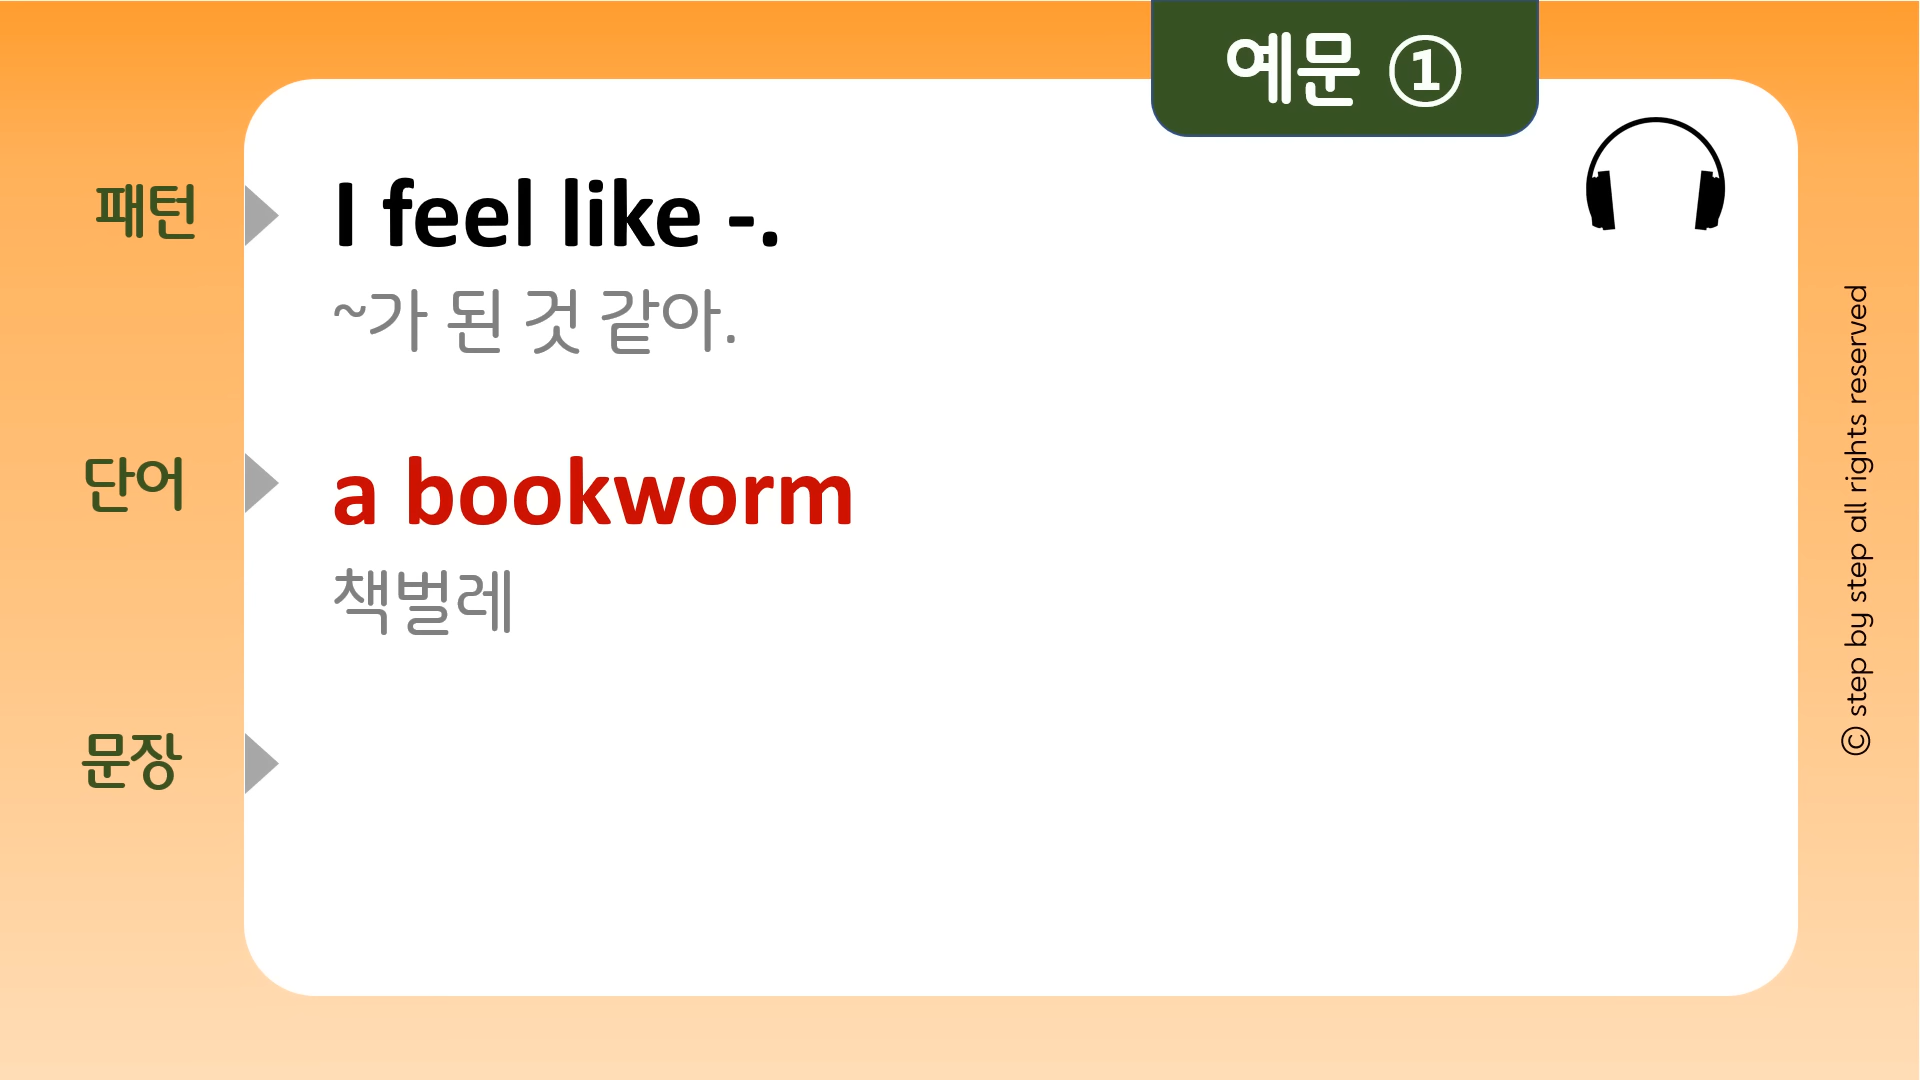 예문 ①
패턴
I feel like -.
~가 된 것 같아.
단어
a bookworm
책벌레
문장
© step by step all rights reserved